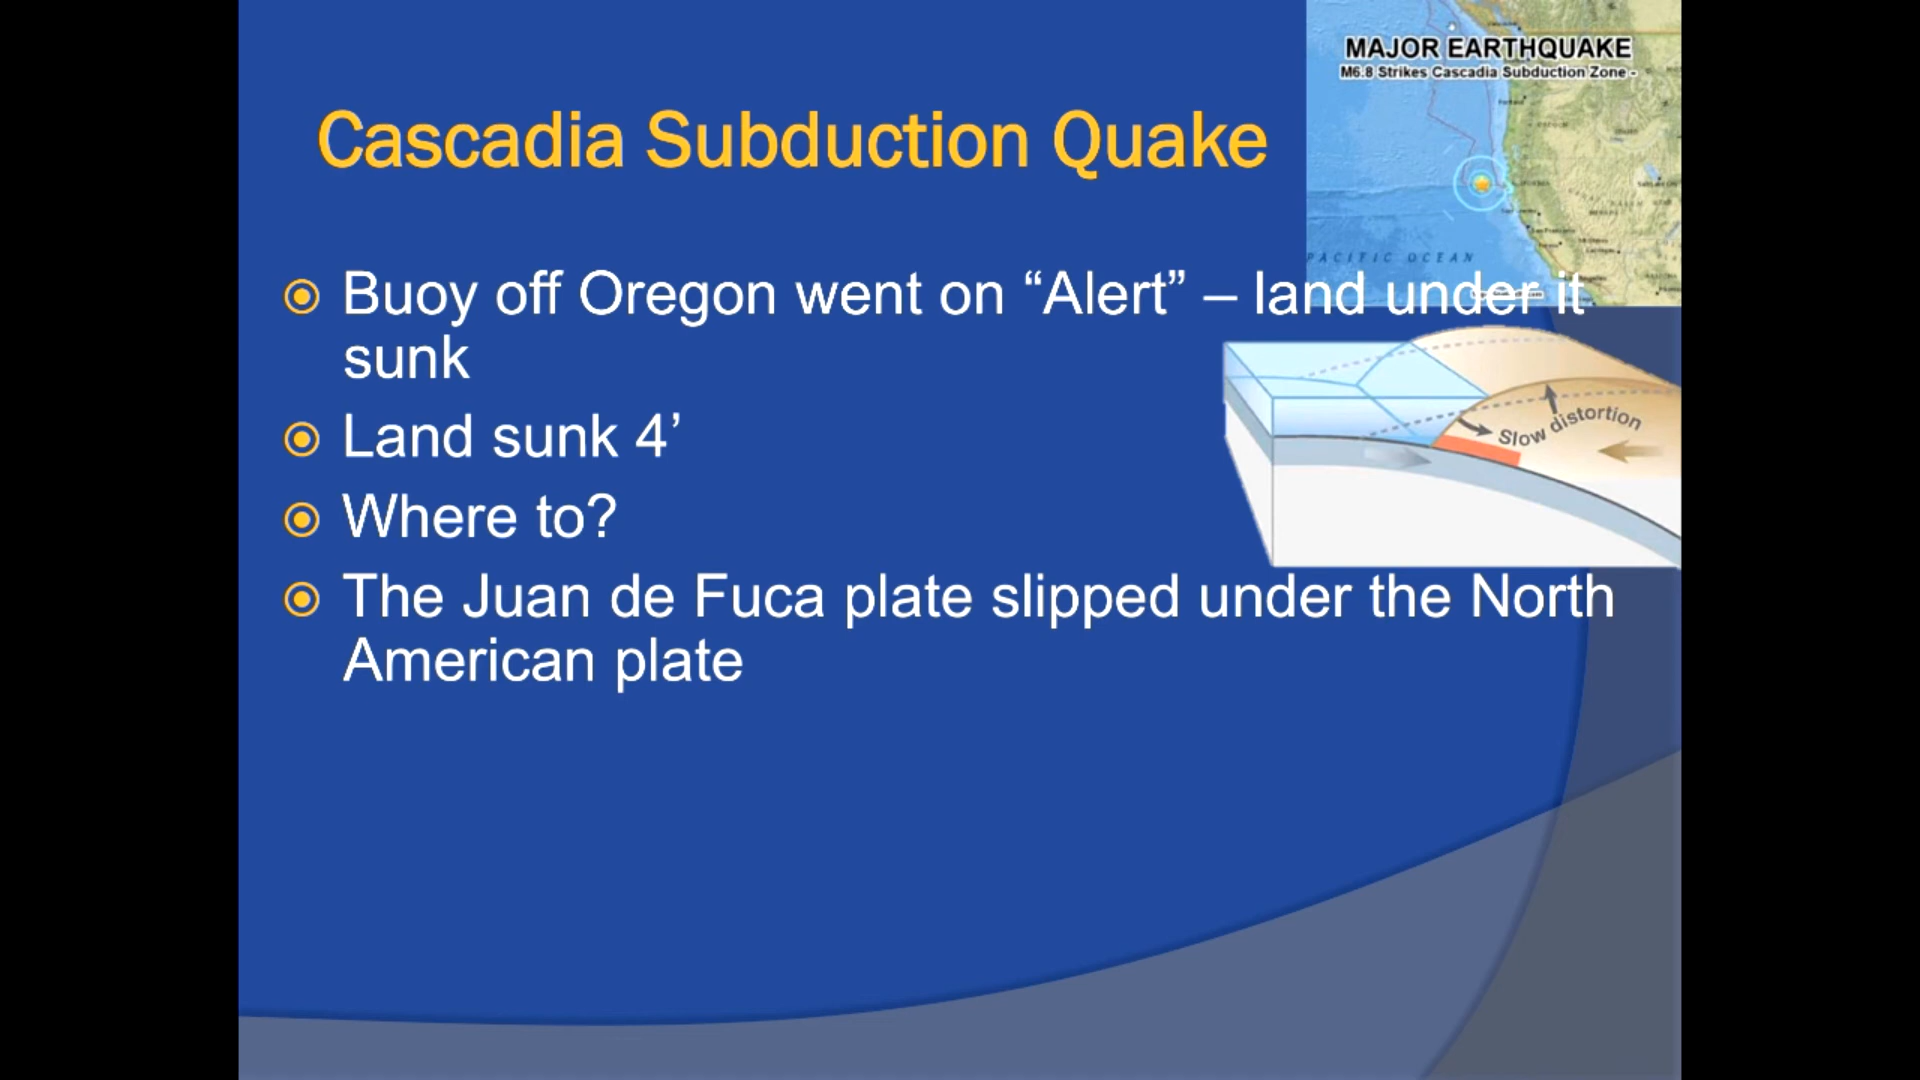 MAJOR EARTHQUAKE
M6.8 Strikes Cascadia Subduction Zone -
Cascadia Subduction Quake
PACIFIC OCEAN
Buoy off Oregon went on “Alert” – land under it
sunk
Slow distortion
Land sunk 4’
Where to?
The Juan de Fuca plate slipped under the North
American plate